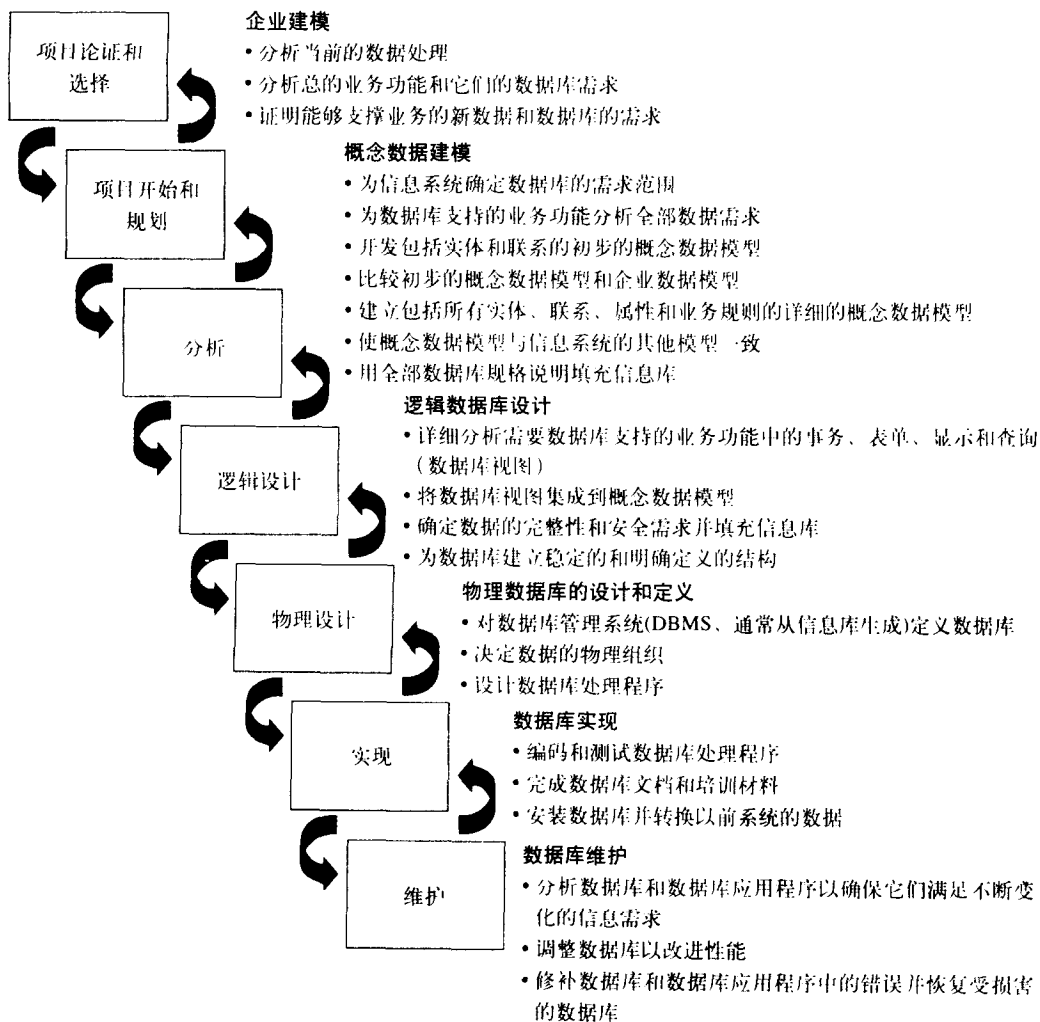 企业建模
项目论证和
选择
• 分析当前的数据处理
• 分析总的业务功能和它们的数据库需求
• 证明能够支撑业务的新数据和数据库的需求
概念数据建模
项目开始和
规划
• 为信息系统确定数据库的需求范围
• 为数据库支持的业务功能分析全部数据需求
• 开发包括实体和联系的初步的概念数据模型
• 比较初步的概念数据模型和企业数据模型
分析
• 建立包括所有实体、联系、属性和业务规则的详细的概念数据模型
• 使概念数据模型与信息系统的其他模型一致
• 用全部数据库规格说明填充信息库
逻辑数据库设计
逻辑设计
• 详细分析需要数据库支持的业务功能中的事务、表单、显示和查询
（数据库视图）
• 将数据库视图集成到概念数据模型
• 确定数据的完整性和安全需求并填充信息库
• 为数据库建立稳定的和明确定义的结构
物理数据库的设计和定义
物理设计
• 对数据库管理系统(DBMS、通常从信息库生成)定义数据库
• 决定数据的物理组织
• 设计数据库处理程序
数据库实现
实现
• 编码和测试数据库处理程序
• 完成数据库文档和培训材料
• 安装数据库并转换以前系统的数据
数据库维护
维护
• 分析数据库和数据库应用程序以确保它们满足不断变
化的信息需求
• 调整数据库以改进性能
• 修补数据库和数据库应用程序中的错误并恢复受损害
的数据库